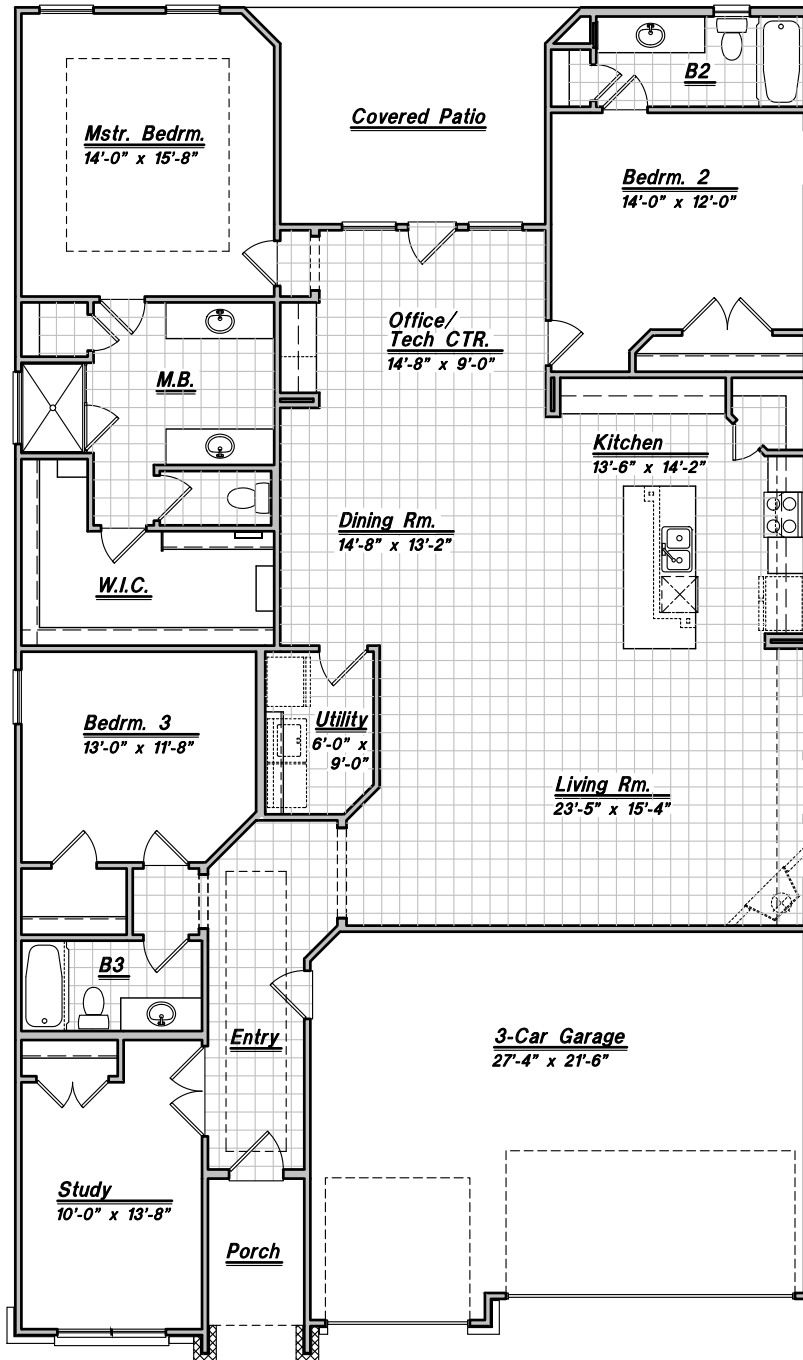 Mstr. Bedrm.
14'-0" x 15'-8"
Covered Patio
B2
Bedrm. 2
14'-0" x 12'-0"
Office/
Tech CTR.
14'-8" x 9'-0"
M.B.
Kitchen
13'-6" x 14'-2"
Dining Rm.
14'-8" x 13'-2"
W.I.C.
Bedrm. 3
13'-0" x 11'-8"
Utility
6'-0" x
9'-0"
Living Rm.
23'-5" x 15'-4"
B3
Entry
3-Car Garage
27'-4" x 21'-6"
Study
10'-0" x 13'-8"
Porch